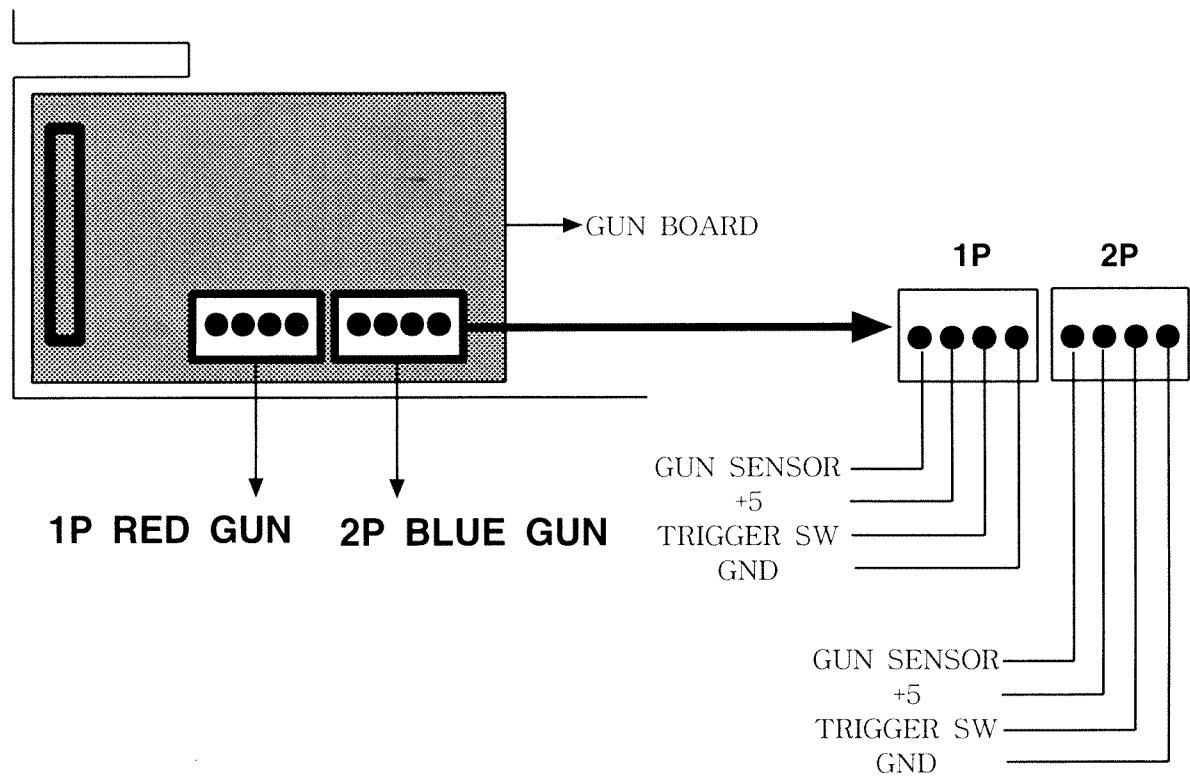 GUN BOARD
1P
2P
1P RED GUN
2P BLUE GUN
GUN SENSOR
+5
TRIGGER SW
GND
GUN SENSOR
+5
TRIGGER SW
GND